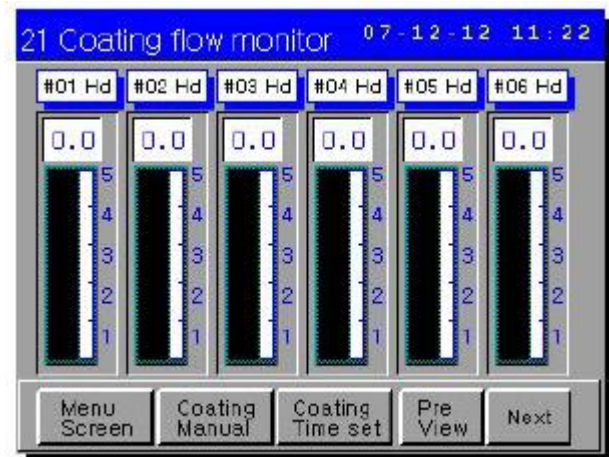 21 Coating flow monitor 07-12-12 11:22
#01 Hd #02 Hd #03 Hd #04 Hd #05 Hd #06 Hd
0.0 0.0 0.0 0.0 0.0 0.0
5 5 5 5 5 5
4 4 4 4 4 4
3 3 3 3 3 3
2 2 2 2 2 2
1 1 1 1 1 1
Menu Coating Coating Pre Next
Screen Manual Time set View